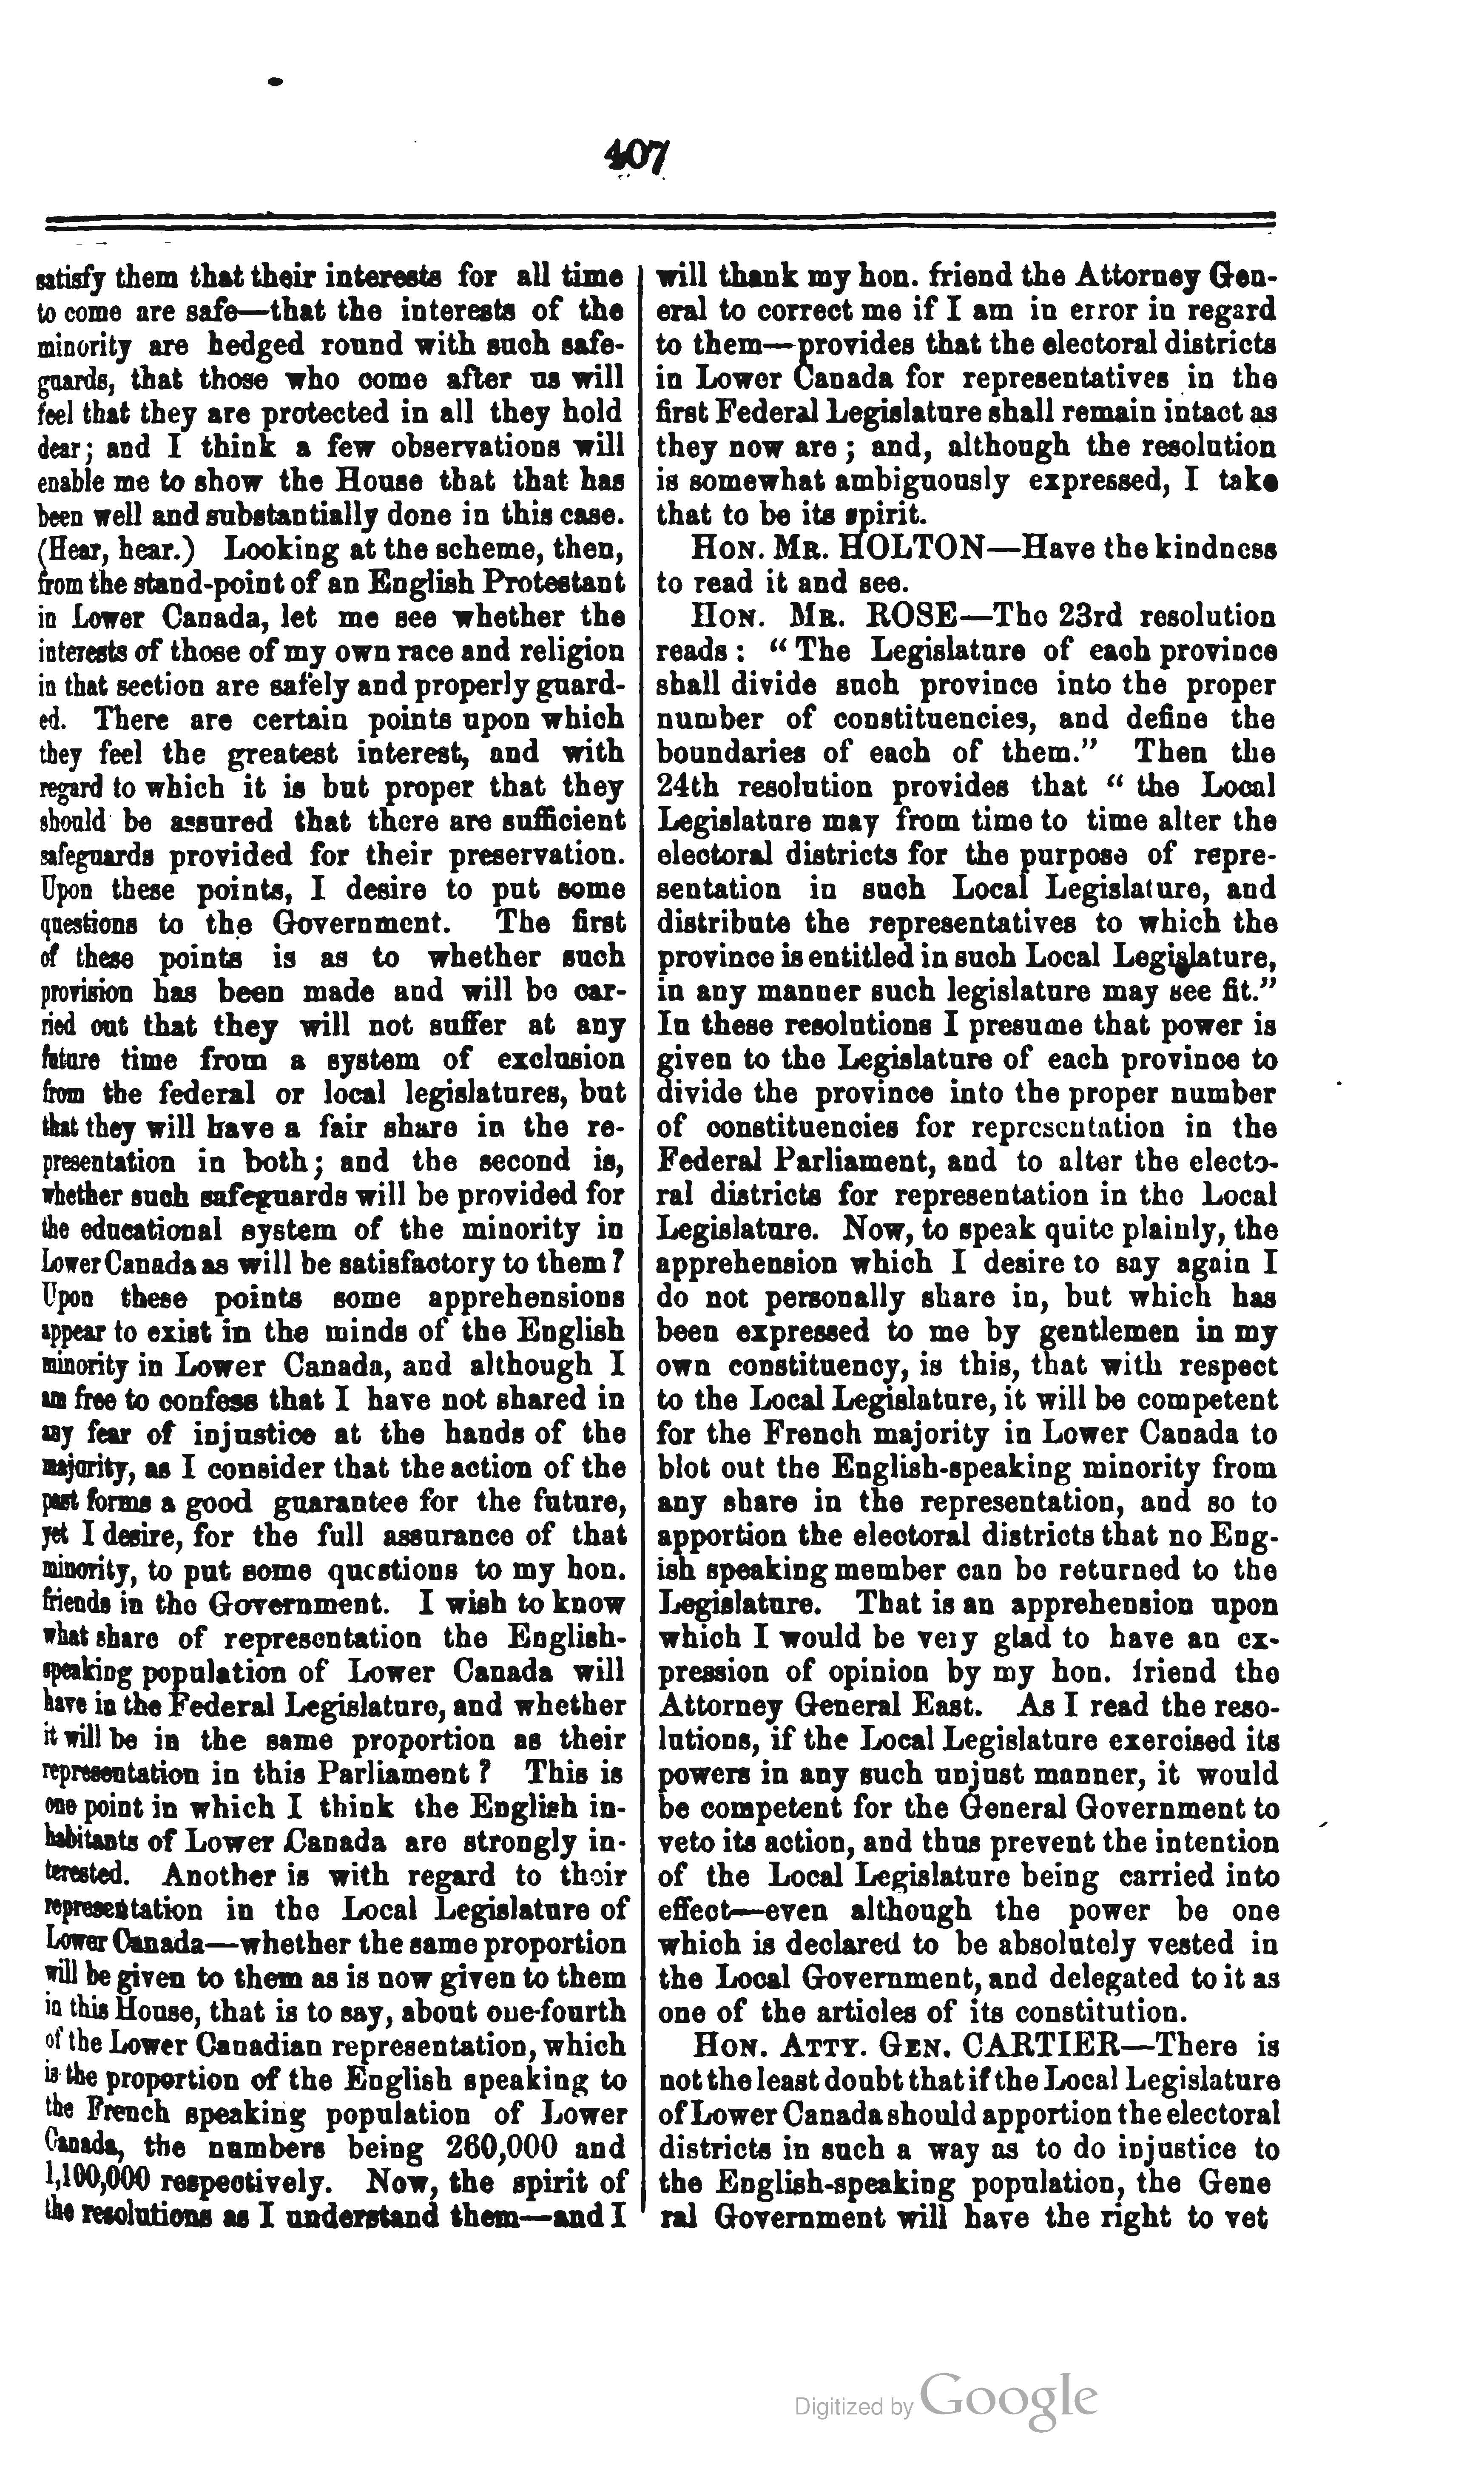 407
satisfy them that their interests for all time
to come are safe—that the interests of the
minority are hedged round with such safe-
guards, that those who come after us will
feel that they are protected in all they hold
dear; and I think a few observations will
enable me to show the House that that has
been well and substantially done in this case.
(Hear, hear.) Looking at the scheme, then,
from the stand-point of an English Protestant
in Lower Canada, let me see whether the
interests of those of my own race and religion
in that section are safely and properly guard-
ed. There are certain points upon which
they feel the greatest interest, and with
regard to which it is but proper that they
should be assured that there are sufficient
safeguards provided for their preservation.
Upon these points, I desire to put some
questions to the Government. The first
of these points is as to whether such
provision has been made and will be car-
ried out that they will not suffer at any
future time from a system of exclusion
from the federal or local legislatures, but
that they will have a fair share in the re-
presentation in both; and the second is,
whether such safeguards will be provided for
the educational system of the minority in
Lower Canada as will be satisfactory to them?
Upon these points some apprehensions
appear to exist in the minds of the English
minority in Lower Canada, and although I
am free to confess that I have not shared in
any fear of injustice at the hands of the
majority, as I consider that the action of the
past forms a good guarantee for the future,
yet I desire, for the full assurance of that
minority, to put some questions to my hon.
friends in the Government. I wish to know
what share of representation the English-
speaking population of Lower Canada will
have in the Federal Legislature, and whether
it will be in the same proportion as their
representation in this Parliament? This is
one point in which I think the English in-
habitants of Lower Canada are strongly in-
terested. Another is with regard to their
representation in the Local Legislature of
Lower Canada—whether the same proportion
will be given to them as is now given to them
in this House, that is to say, about one-fourth
of the Lower Canadian representation, which
is the proportion of the English speaking to
the French speaking population of Lower
Canada, the numbers being 260,000 and
1,100,000 respectively. Now, the spirit of
the resolutions as I understand them—and I
will thank my hon. friend the Attorney Gen-
eral to correct me if I am in error in regard
to them—provides that the electoral districts
in Lower Canada for representatives in the
first Federal Legislature shall remain intact as
they now are; and, although the resolution
is somewhat ambiguously expressed, I take
that to be its spirit.
HON. MR. HOLTON—Have the kindness
to read it and see.
HON. MR. ROSE—The 23rd resolution
reads: "The Legislature of each province
shall divide such province into the proper
number of constituencies, and define the
boundaries of each of them." Then the
24th resolution provides that "the Local
Legislature may from time to time alter the
electoral districts for the purpose of repre-
sentation in such Local Legislature, and
distribute the representatives to which the
province is entitled in such Local Legislature,
in any manner such legislature may see fit."
In these resolutions I presume that power is
given to the Legislature of each province to
divide the province into the proper number
of constituencies for representation in the
Federal Parliament, and to alter the electo-
ral districts for representation in the Local
Legislature. Now, to speak quite plainly, the
apprehension which I desire to say again I
do not personally share in, but which has
been expressed to me by gentlemen in my
own constituency, is this, that with respect
to the Local Legislature, it will be competent
for the French majority in Lower Canada to
blot out the English-speaking minority from
any share in the representation, and so to
apportion the electoral districts that no Eng-
ish speaking member can be returned to the
Legislature. That is an apprehension upon
which I would be very glad to have an ex-
pression of opinion by my hon. friend the
Attorney General East. As I read the reso-
lutions, if the Local Legislature exercised its
powers in any such unjust manner, it would
be competent for the General Government to
veto its action, and thus prevent the intention
of the Local Legislature being carried into
effect—even although the power be one
which is declared to be absolutely vested in
the Local Government, and delegated to it as
one of the articles of its constitution.
HON. ATTY. GEN. CARTIER—There is
not the least doubt that if the Local Legislature
of Lower Canada should apportion the electoral
districts in such a way as to do injustice to
the English-speaking population, the Gene
ral Government will have the right to vet
Digitized by Google